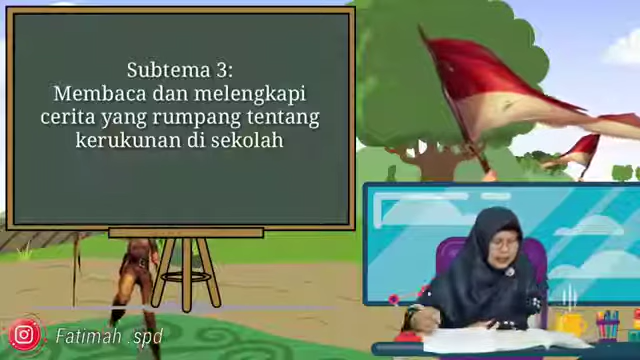 Subtema 3:
Membaca dan melengkapi
cerita yang rumpang tentang
kerukunan di sekolah
Fatimah .spd